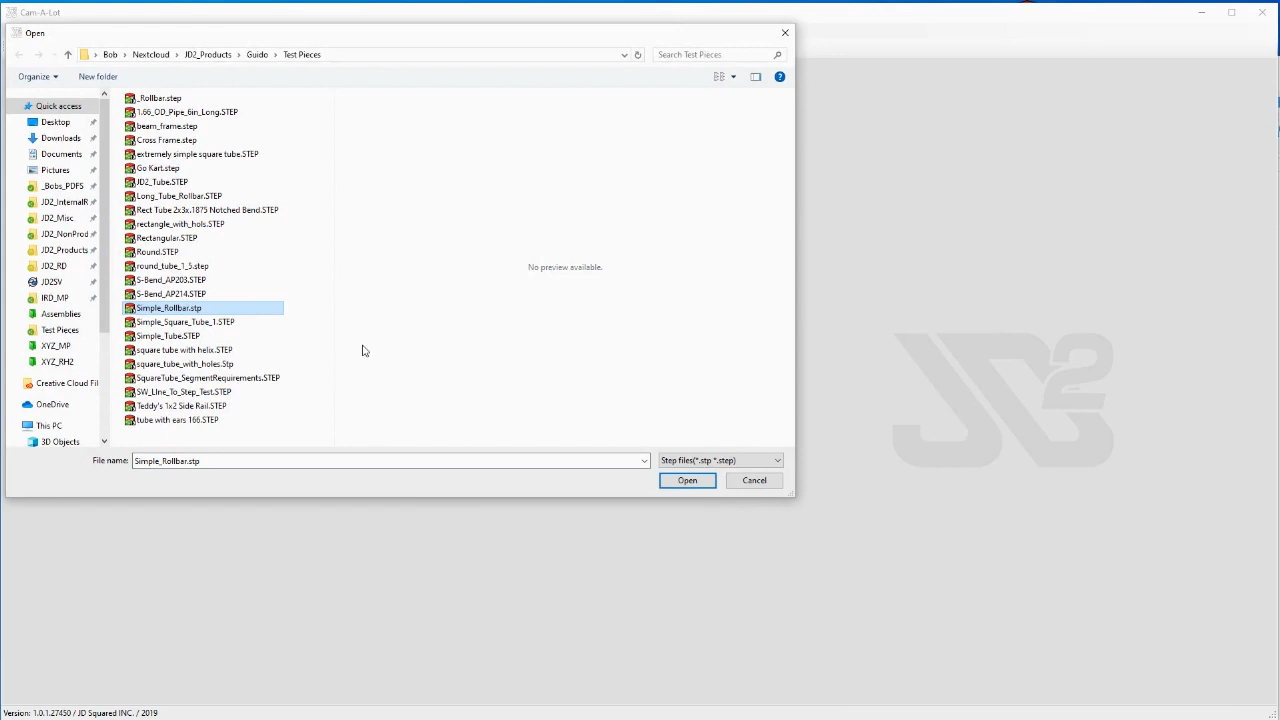 Cam-A-Lot
Open
Bob > Nextcloud > JD2_Products > Guido > Test Pieces
Search Test Pieces
Organize
New folder
Quick access
Desktop
Downloads
Documents
Pictures
_Bobs_PDFS
JD2_InternalR
JD2_Misc
JD2_NonProd
JD2_Products
JD2_RD
JD2SV
IRD_MP
Assemblies
Test Pieces
XYZ_MP
XYZ_RH2
Creative Cloud Fil
OneDrive
This PC
3D Objects
_Rollbar.step
1.66_OD_Pipe_6in_Long.STEP
beam_frame.step
Cross Frame.step
extremely simple square tube.STEP
Go Kart.step
JD2_Tube.STEP
Long_Tube_Rollbar.STEP
Rect Tube 2x3x.1875 Notched Bend.STEP
rectangle_with_hols.STEP
Rectangular.STEP
Round.STEP
round_tube_1_5.step
S-Bend_AP203.STEP
S-Bend_AP214.STEP
Simple_Rollbar.stp
Simple_Square_Tube_1.STEP
Simple_Tube.STEP
square tube with helix.STEP
square_tube_with_holes.Stp
SquareTube_SegmentRequirements.STEP
SW_LIne_To_Step_Test.STEP
Teddy's 1x2 Side Rail.STEP
tube with ears 166.STEP
No preview available.
JD2
File name: Simple_Rollbar.stp
Step files(*.stp *.step)
Open
Cancel
Version: 1.0.1.27450 / JD Squared INC. / 2019